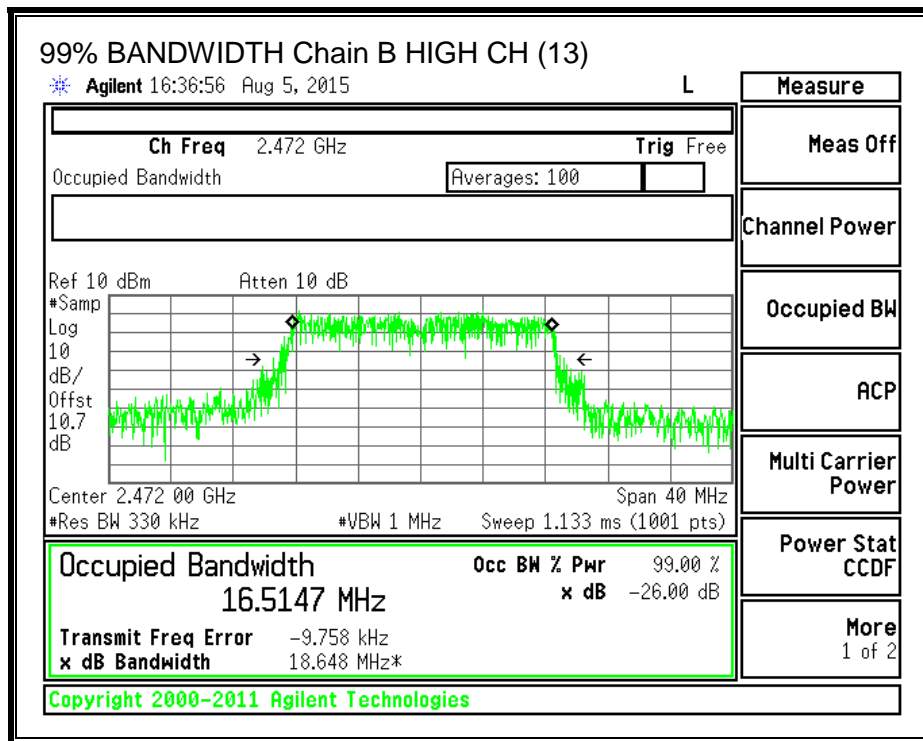 99% BANDWIDTH Chain B HIGH CH (13)
Agilent 16:36:56 Aug 5, 2015 L
Measure
Ch Freq 2.472 GHz Trig Free
Meas Off
Occupied Bandwidth Averages: 100
Channel Power
Ref 10 dBm Atten 10 dB
#Samp
Log
10
dB/
Offst
10.7
dB
Occupied BW
ACP
Center 2.472 00 GHz Span 40 MHz
#Res BW 330 kHz #VBW 1 MHz Sweep 1.133 ms (1001 pts)
Multi Carrier
Power
Occupied Bandwidth Occ BW % Pwr 99.00 %
16.5147 MHz x dB -26.00 dB
Transmit Freq Error -9.758 kHz
x dB Bandwidth 18.648 MHz*
Power Stat
CCDF
More
1 of 2
Copyright 2000-2011 Agilent Technologies